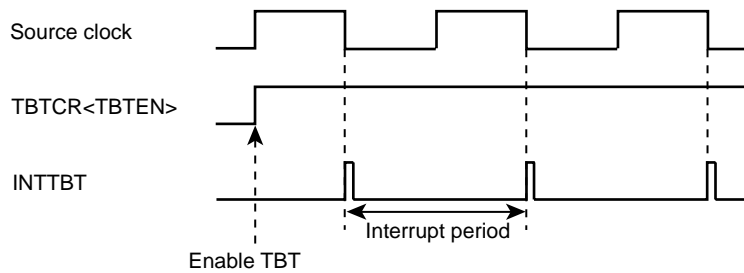 Source clock
TBTCR<TBTEN>
INTTBT
Interrupt period
Enable TBT